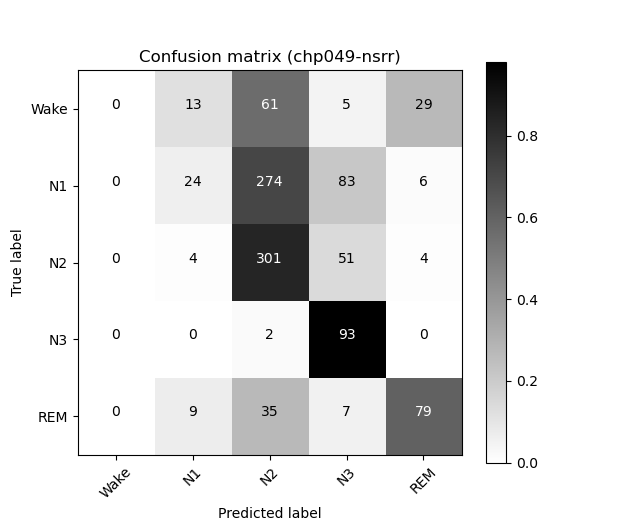 Confusion matrix (chp049-nsrr)
Wake 0 13 61 5 29
N1 0 24 274 83 6
N2 0 4 301 51 4
N3 0 0 2 93 0
REM 0 9 35 7 79
Wake N1 N2 N3 REM
True label
Predicted label
0.8
0.6
0.4
0.2
0.0